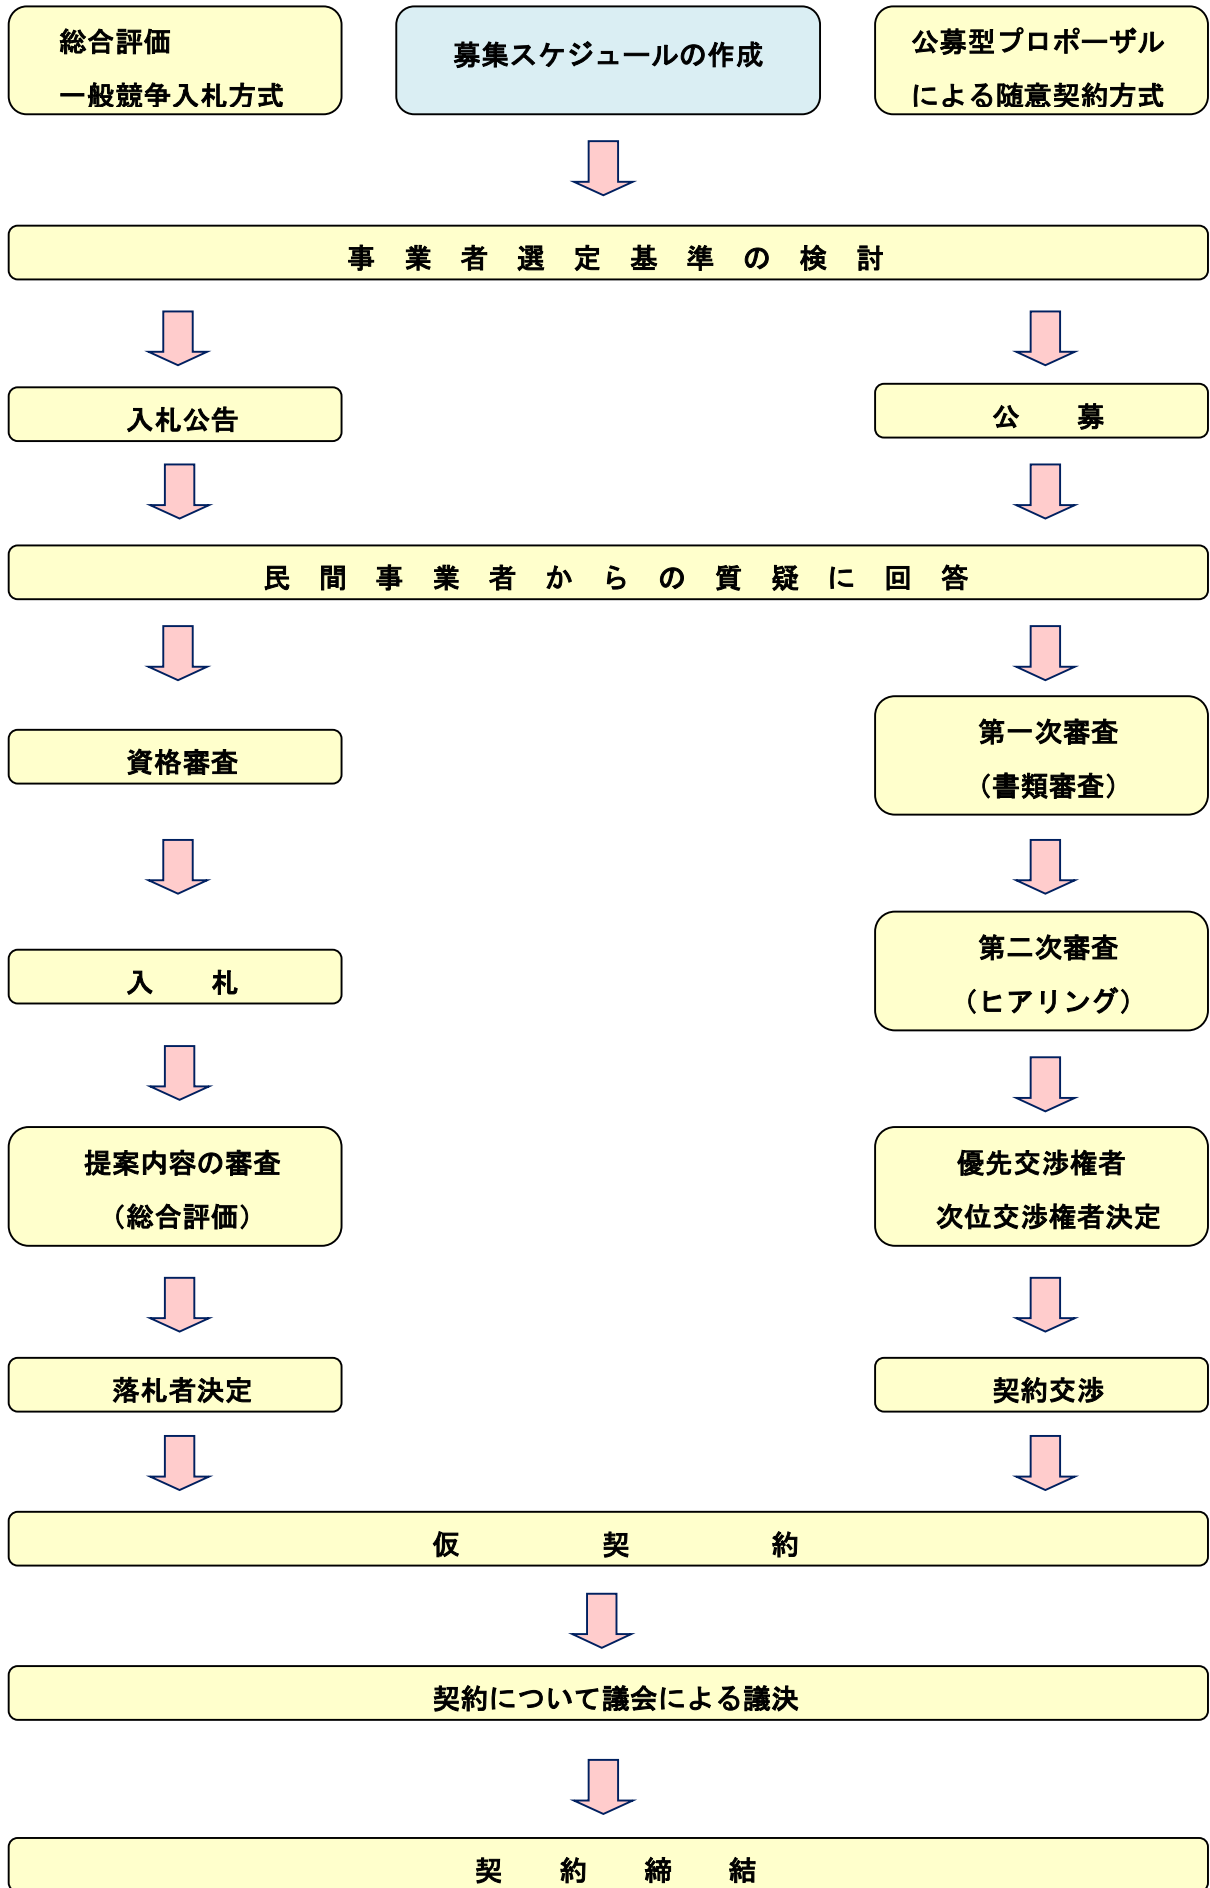 総合評価
一般競争入札方式
募集スケジュールの作成
公募型プロポーザル
による随意契約方式
事業者選定基準の検討
入札公告
公募
民間事業者からの質疑に回答
資格審査
第一次審査
（書類審査）
入札
第二次審査
（ヒアリング）
提案内容の審査
（総合評価）
優先交渉権者
次位交渉権者決定
落札者決定
契約交渉
仮契約
契約について議会による議決
契約締結